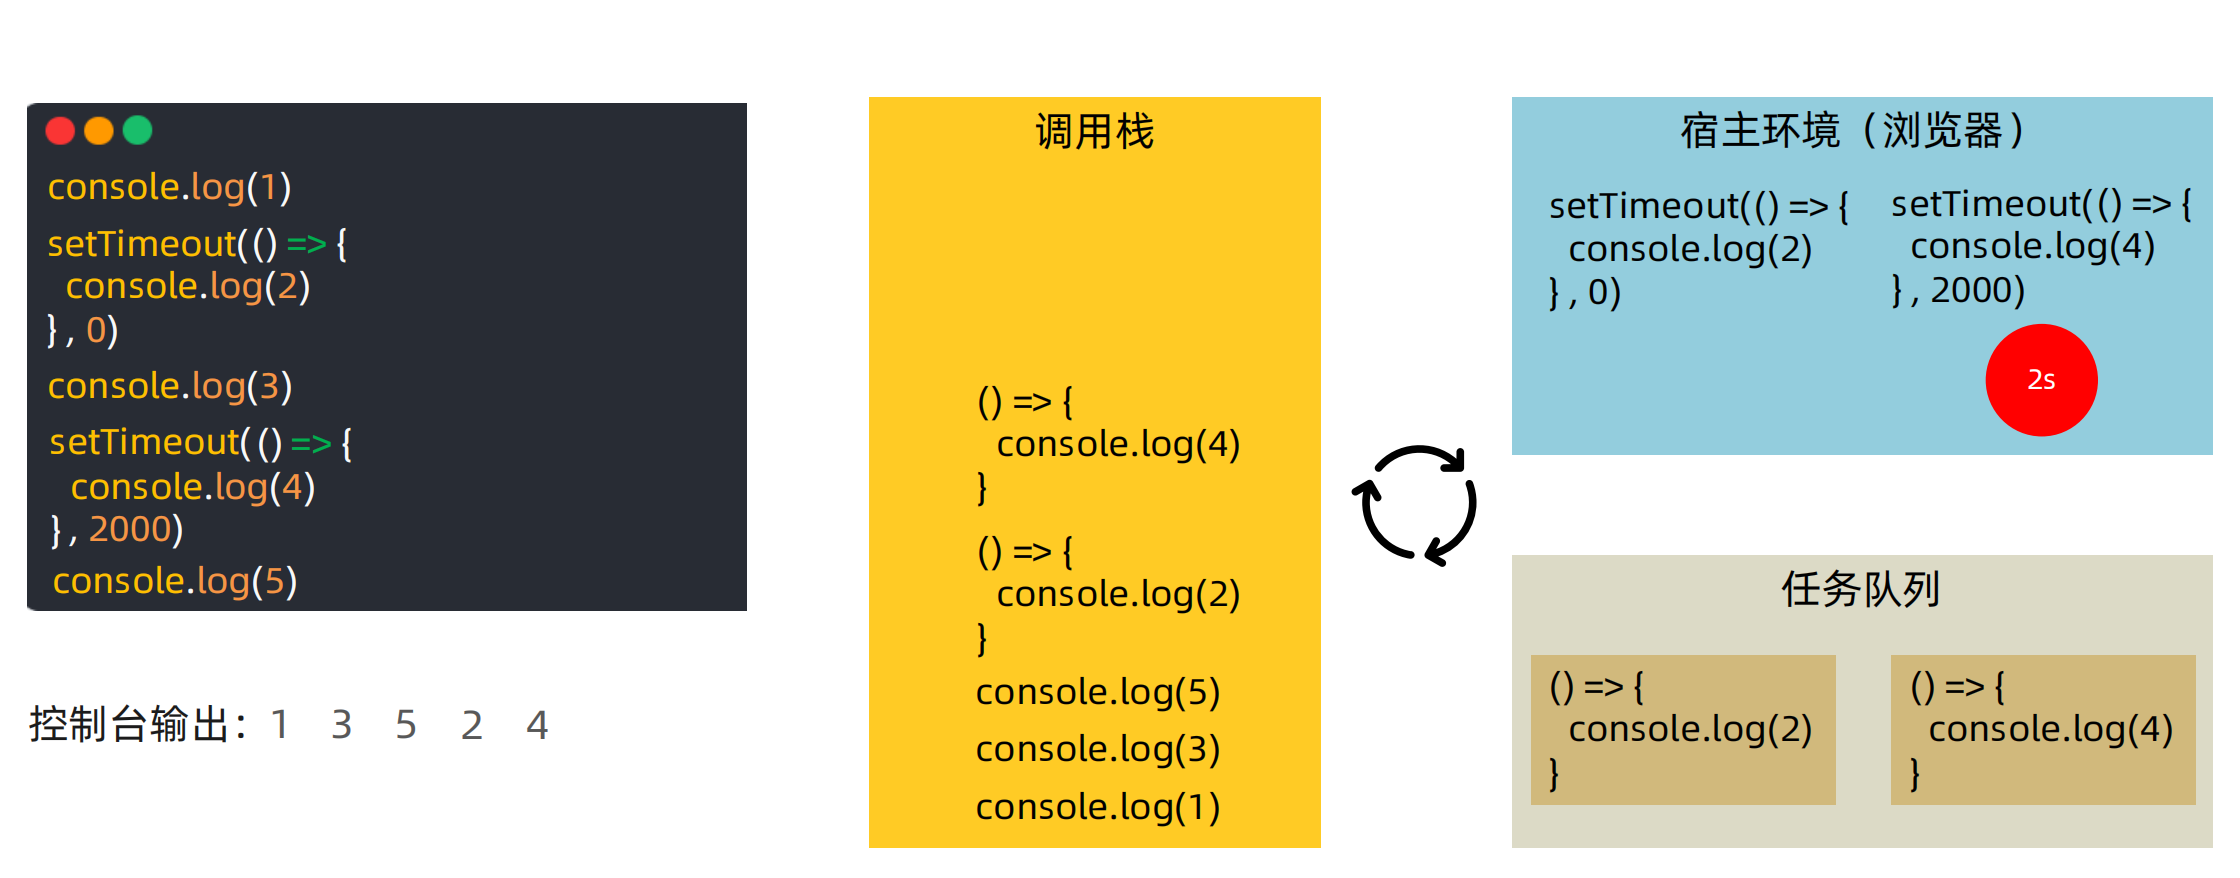 console.log(1)
setTimeout(() => {
console.log(2)
} , 0)
console.log(3)
setTimeout(() => {
console.log(4)
} , 2000)
console.log(5)
控制台输出：1 3 5 2 4
调用栈
() => {
console.log(4)
}
() => {
console.log(2)
}
console.log(5)
console.log(3)
console.log(1)
宿主环境（浏览器）
setTimeout(() => {
console.log(2)
} , 0)
setTimeout(() => {
console.log(4)
} , 2000)
2s
任务队列
() => {
console.log(2)
}
() => {
console.log(4)
}